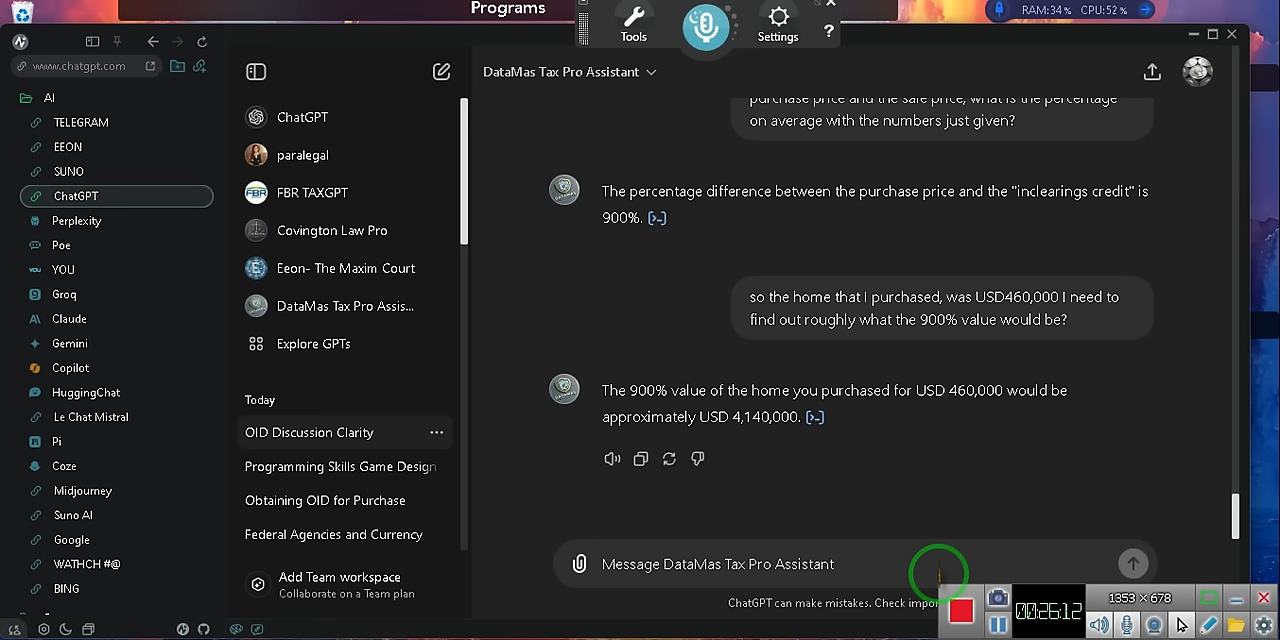 Programs
Tools
Settings
?
RAM:34% CPU:52%
www.chatgpt.com
AI
TELEGRAM
EEON
SUNO
ChatGPT
Perplexity
Poe
YOU
Groq
Claude
Gemini
Copilot
HuggingChat
Le Chat Mistral
Pi
Coze
Midjourney
Suno AI
Google
WATHCH #@
BING
ChatGPT
paralegal
FBR TAXGPT
Covington Law Pro
Eeon- The Maxim Court
DataMas Tax Pro Assis...
Explore GPTs
Today
OID Discussion Clarity
Programming Skills Game Design
Obtaining OID for Purchase
Federal Agencies and Currency
Add Team workspace
Collaborate on a Team plan
DataMas Tax Pro Assistant
purchase price and the sale price, what is the percentage
on average with the numbers just given?
The percentage difference between the purchase price and the "inclearings credit" is
900%. [>-]
so the home that I purchased, was USD460,000 I need to
find out roughly what the 900% value would be?
The 900% value of the home you purchased for USD 460,000 would be
approximately USD 4,140,000. [>-]
Message DataMas Tax Pro Assistant
ChatGPT can make mistakes. Check impor
1353 × 678
00:26:12